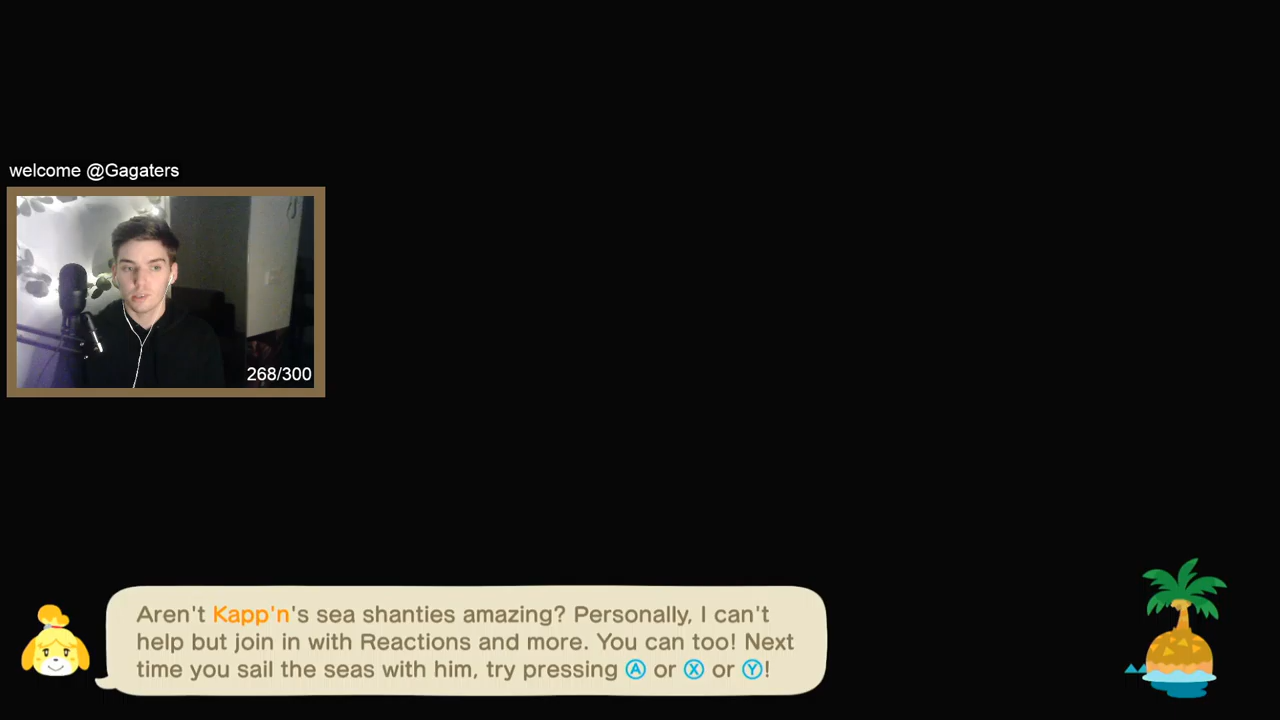 welcome @Gagaters
268/300
Aren't Kapp'n's sea shanties amazing? Personally, I can't
help but join in with Reactions and more. You can too! Next
time you sail the seas with him, try pressing A or X or Y!